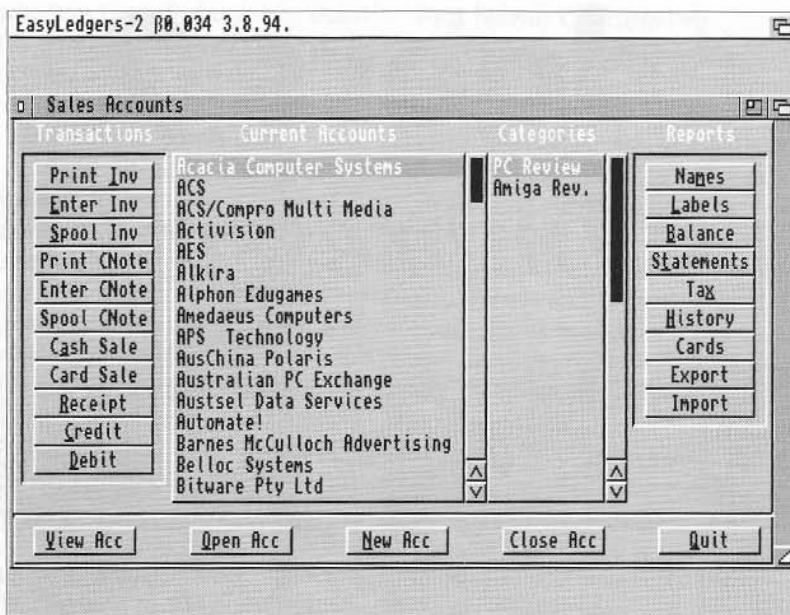 EasyLedgers-2 β0.034 3.8.94.
Sales Accounts
Transactions
Print Inv
Enter Inv
Spool Inv
Print CNote
Enter CNote
Spool CNote
Cash Sale
Card Sale
Receipt
Credit
Debit
Current Accounts
Acacia Computer Systems
ACS
ACS/Compro Multi Media
Activision
AES
Alkira
Alphon Edugames
Amedaeus Computers
APS Technology
AusChina Polaris
Australian PC Exchange
Austsel Data Services
Automate!
Barnes McCulloch Advertising
Belloc Systems
Bitware Pty Ltd
Categories
PC Review
Amiga Rev.
Reports
Names
Labels
Balance
Statements
Tax
History
Cards
Export
Import
View Acc
Open Acc
New Acc
Close Acc
Quit